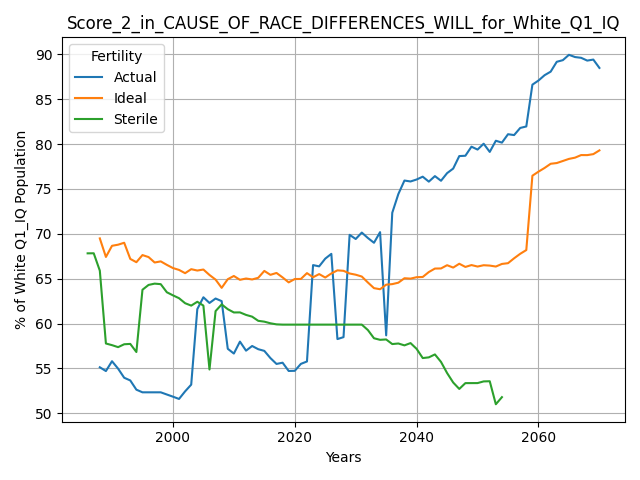 Score_2_in_CAUSE_OF_RACE_DIFFERENCES_WILL_for_White_Q1_IQ
Fertility
Actual
Ideal
Sterile
% of White Q1_IQ Population
90
85
80
75
70
65
60
55
50
2000
2020
2040
2060
Years